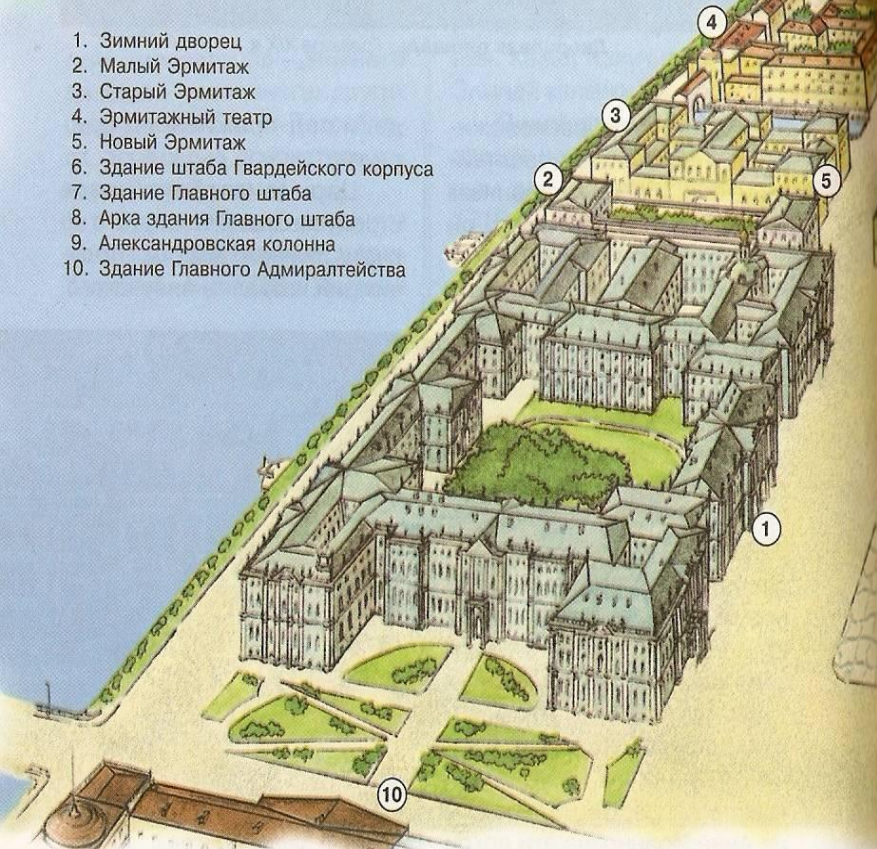 1. Зимний дворец
2. Малый Эрмитаж
3. Старый Эрмитаж
4. Эрмитажный театр
5. Новый Эрмитаж
6. Здание штаба Гвардейского корпуса
7. Здание Главного штаба
8. Арка здания Главного штаба
9. Александровская колонна
10. Здание Главного Адмиралтейства
4
3
2
5
1
10